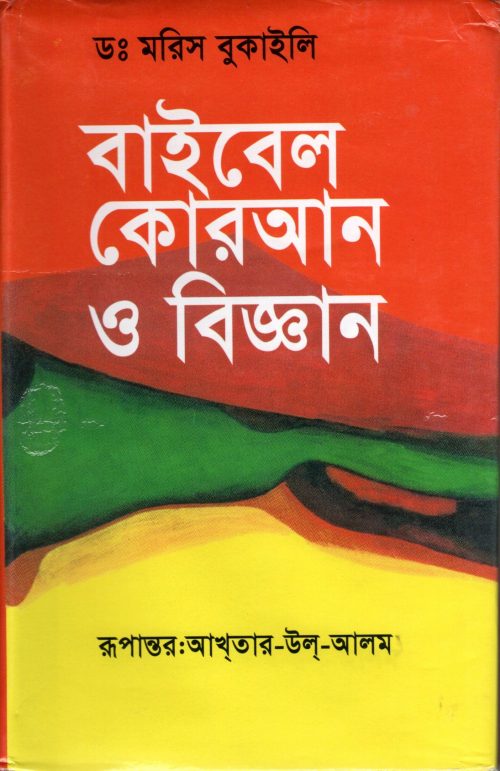 ডঃ মরিস বুকাইলি
বাইবেল
কোরআন
ও বিজ্ঞান
রূপান্তর:আখ্‌তার-উল্‌-আলম